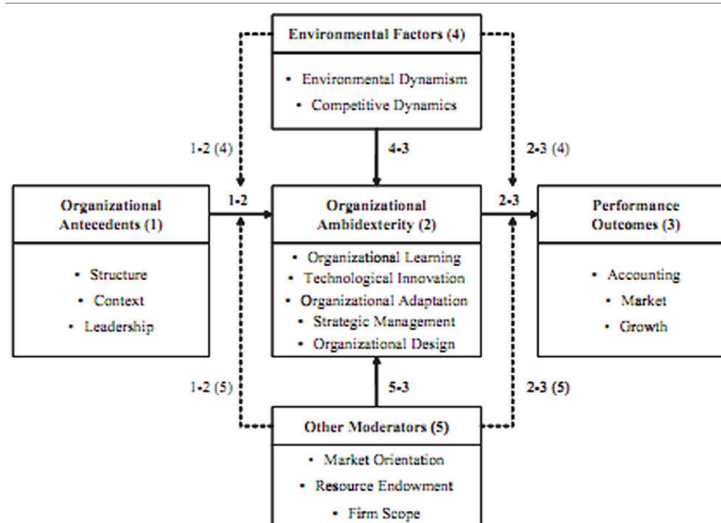 Environmental Factors (4)
• Environmental Dynamism
• Competitive Dynamics
1-2 (4)
4-3
2-3 (4)
Organizational
Antecedents (1)
• Structure
• Context
• Leadership
1-2
Organizational
Ambidexterity (2)
• Organizational Learning
• Technological Innovation
• Organizational Adaptation
• Strategic Management
• Organizational Design
2-3
Performance
Outcomes (3)
• Accounting
• Market
• Growth
1-2 (5)
5-3
2-3 (5)
Other Moderators (5)
• Market Orientation
• Resource Endowment
• Firm Scope